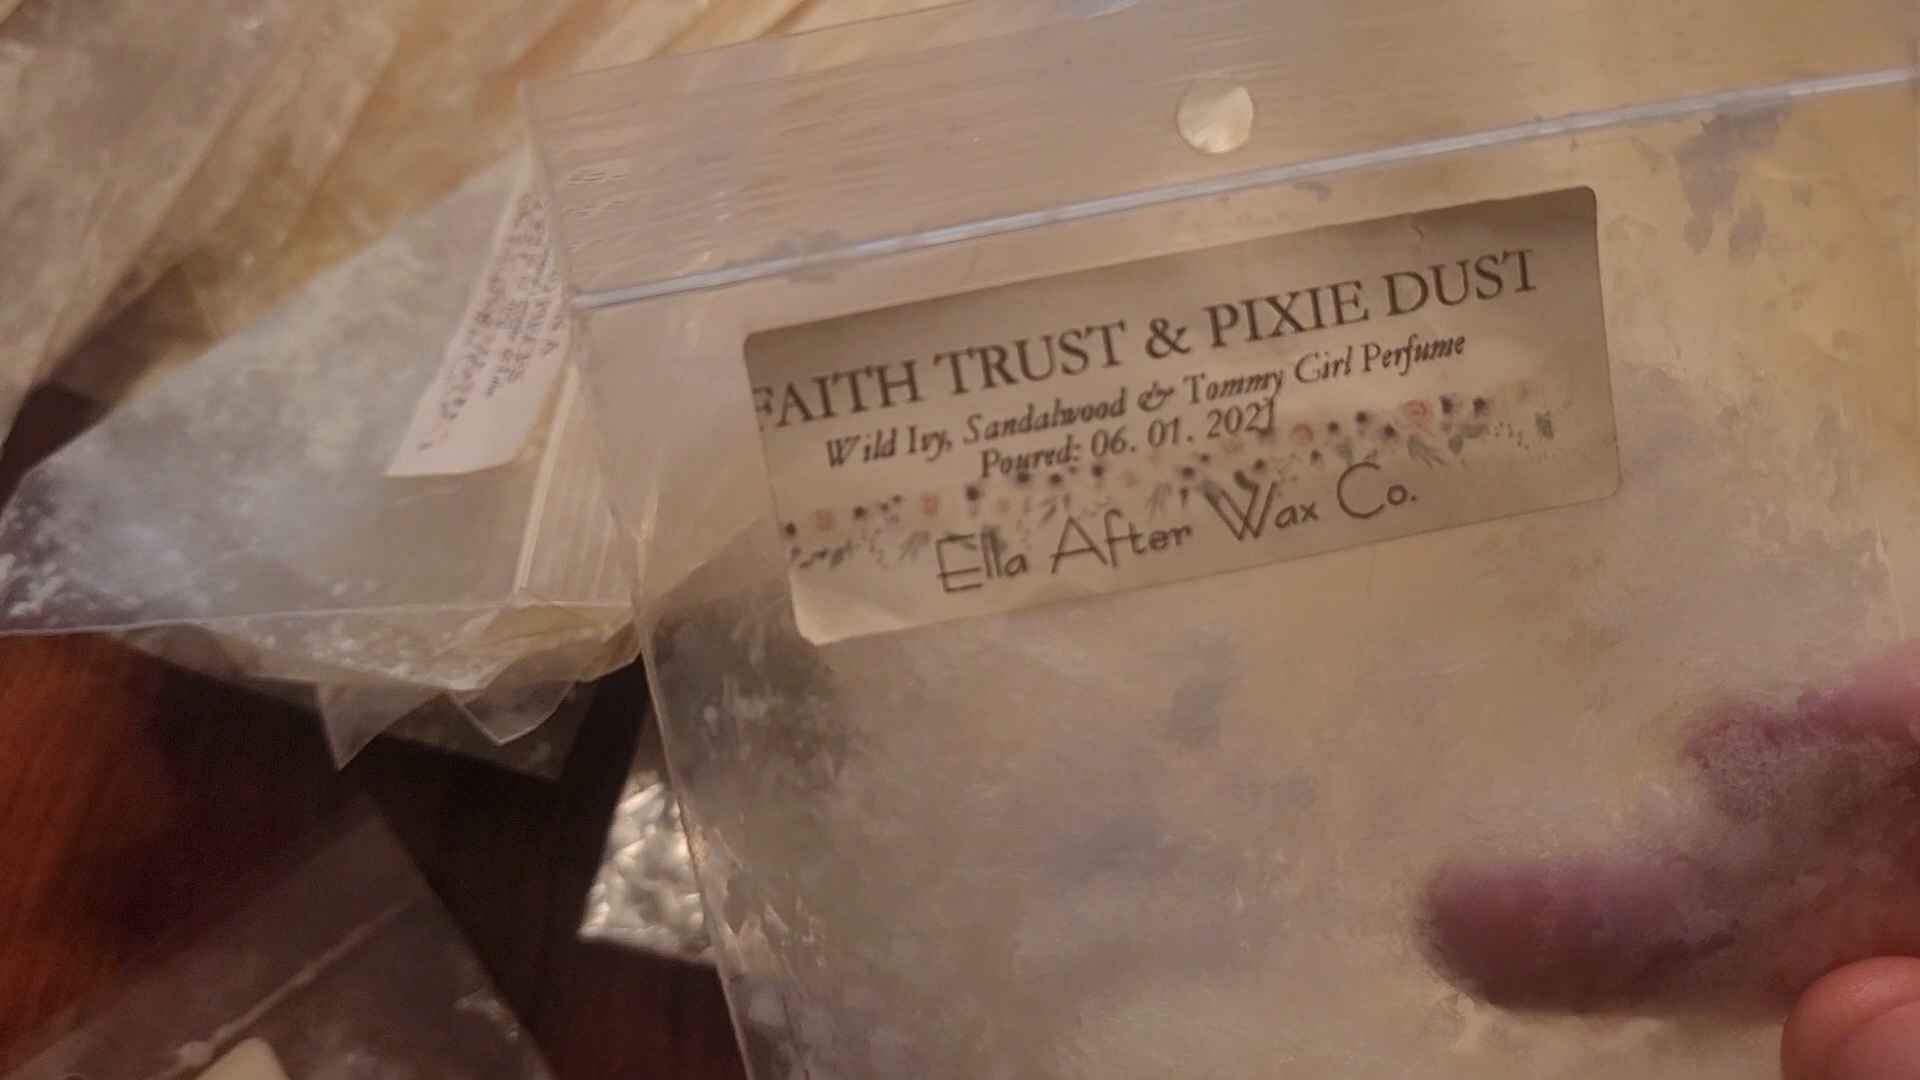 FAITH TRUST & PIXIE DUST
Wild Ivy, Sandalwood & Tommy Girl Perfume
Poured: 06. 01. 2021
Ella After Wax Co.